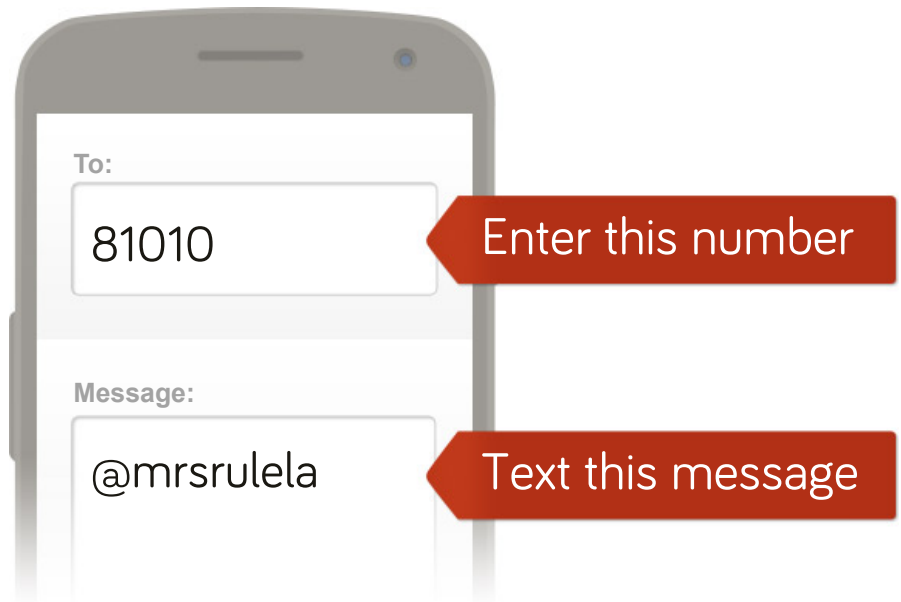 To:
81010
Enter this number
Message:
@mrsrulela
Text this message